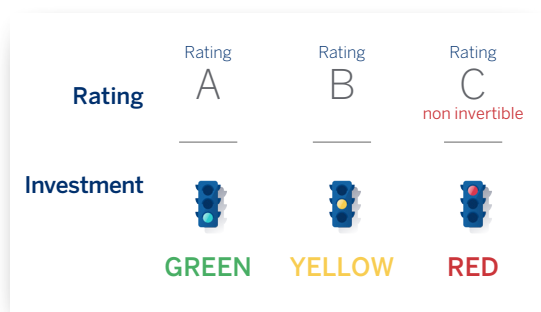 Rating Rating Rating
Rating A B C
non invertible
Investment
GREEN YELLOW RED